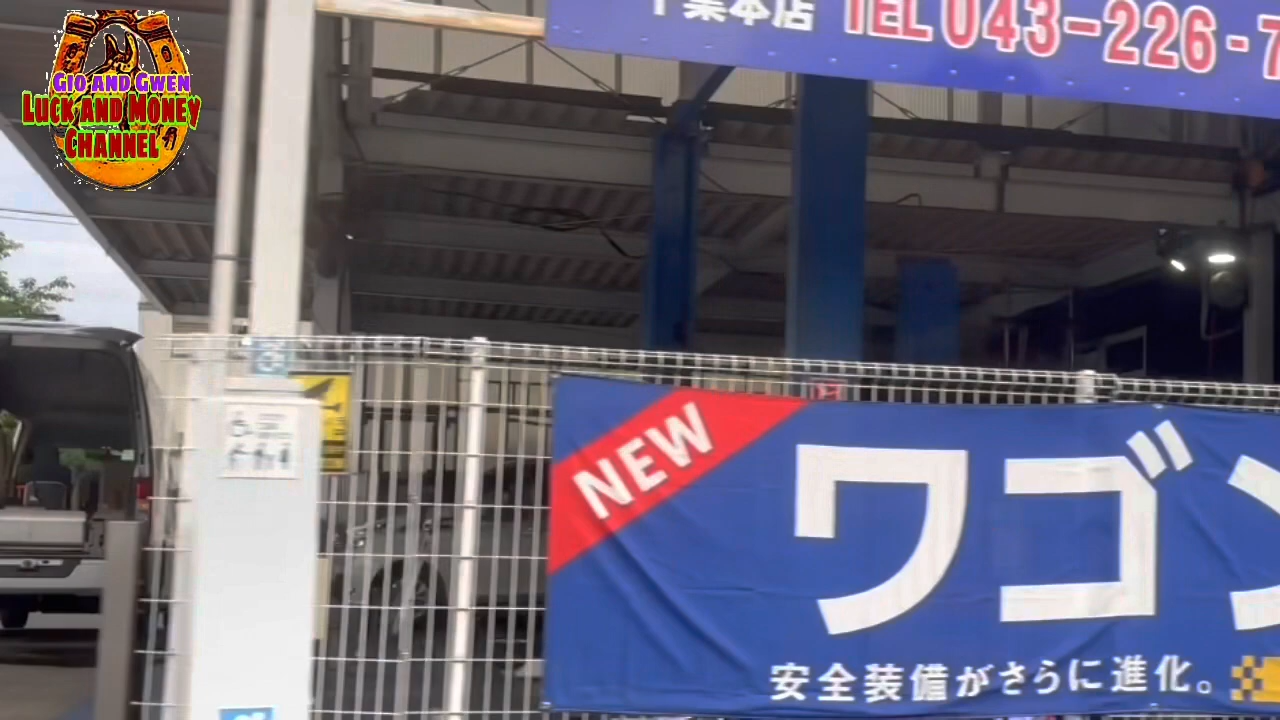 GIO AND GWEN
LUCK AND MONEY
CHANNEL
千葉本店 TEL 043-226-7
NEW
ワゴ
安全装備がさらに進化。